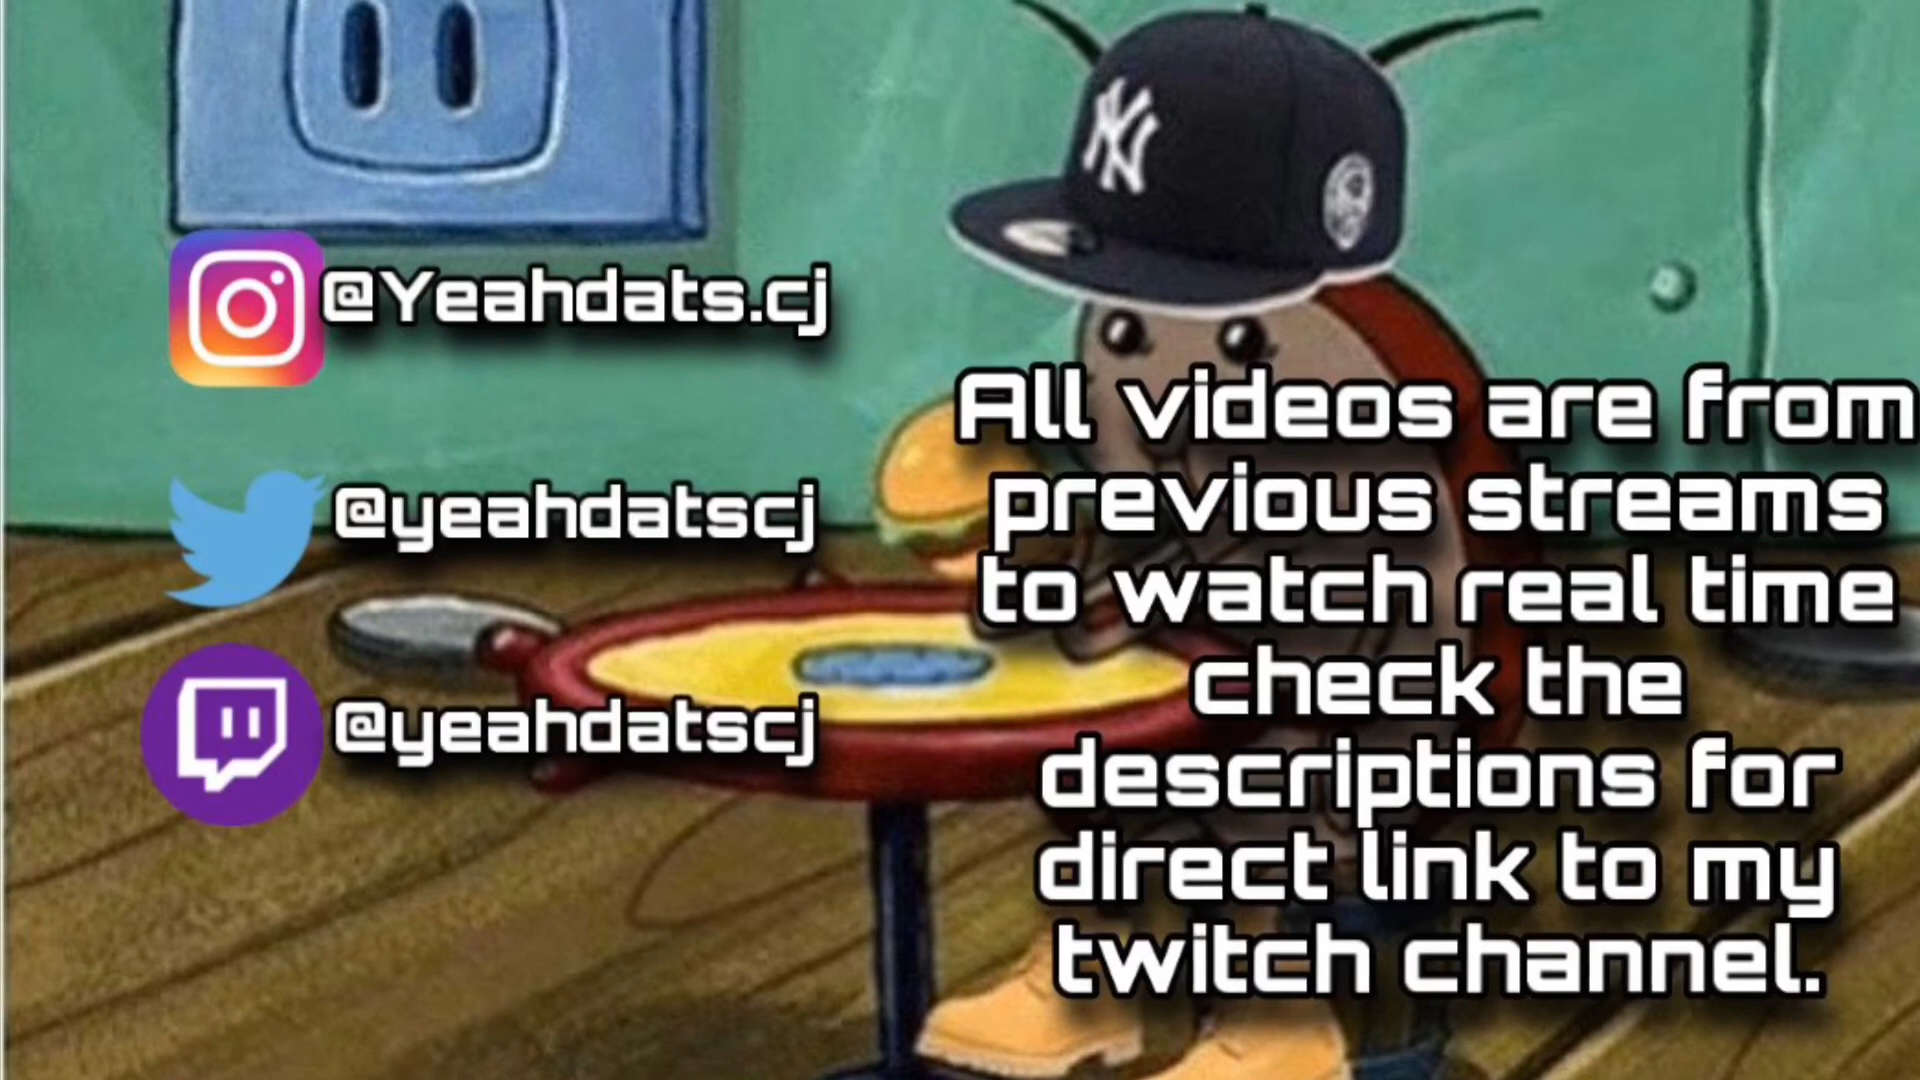 NY
@Yeahdats.cj
@yeahdatscj
@yeahdatscj
All videos are from
previous streams
to watch real time
check the
descriptions for
direct link to my
twitch channel.